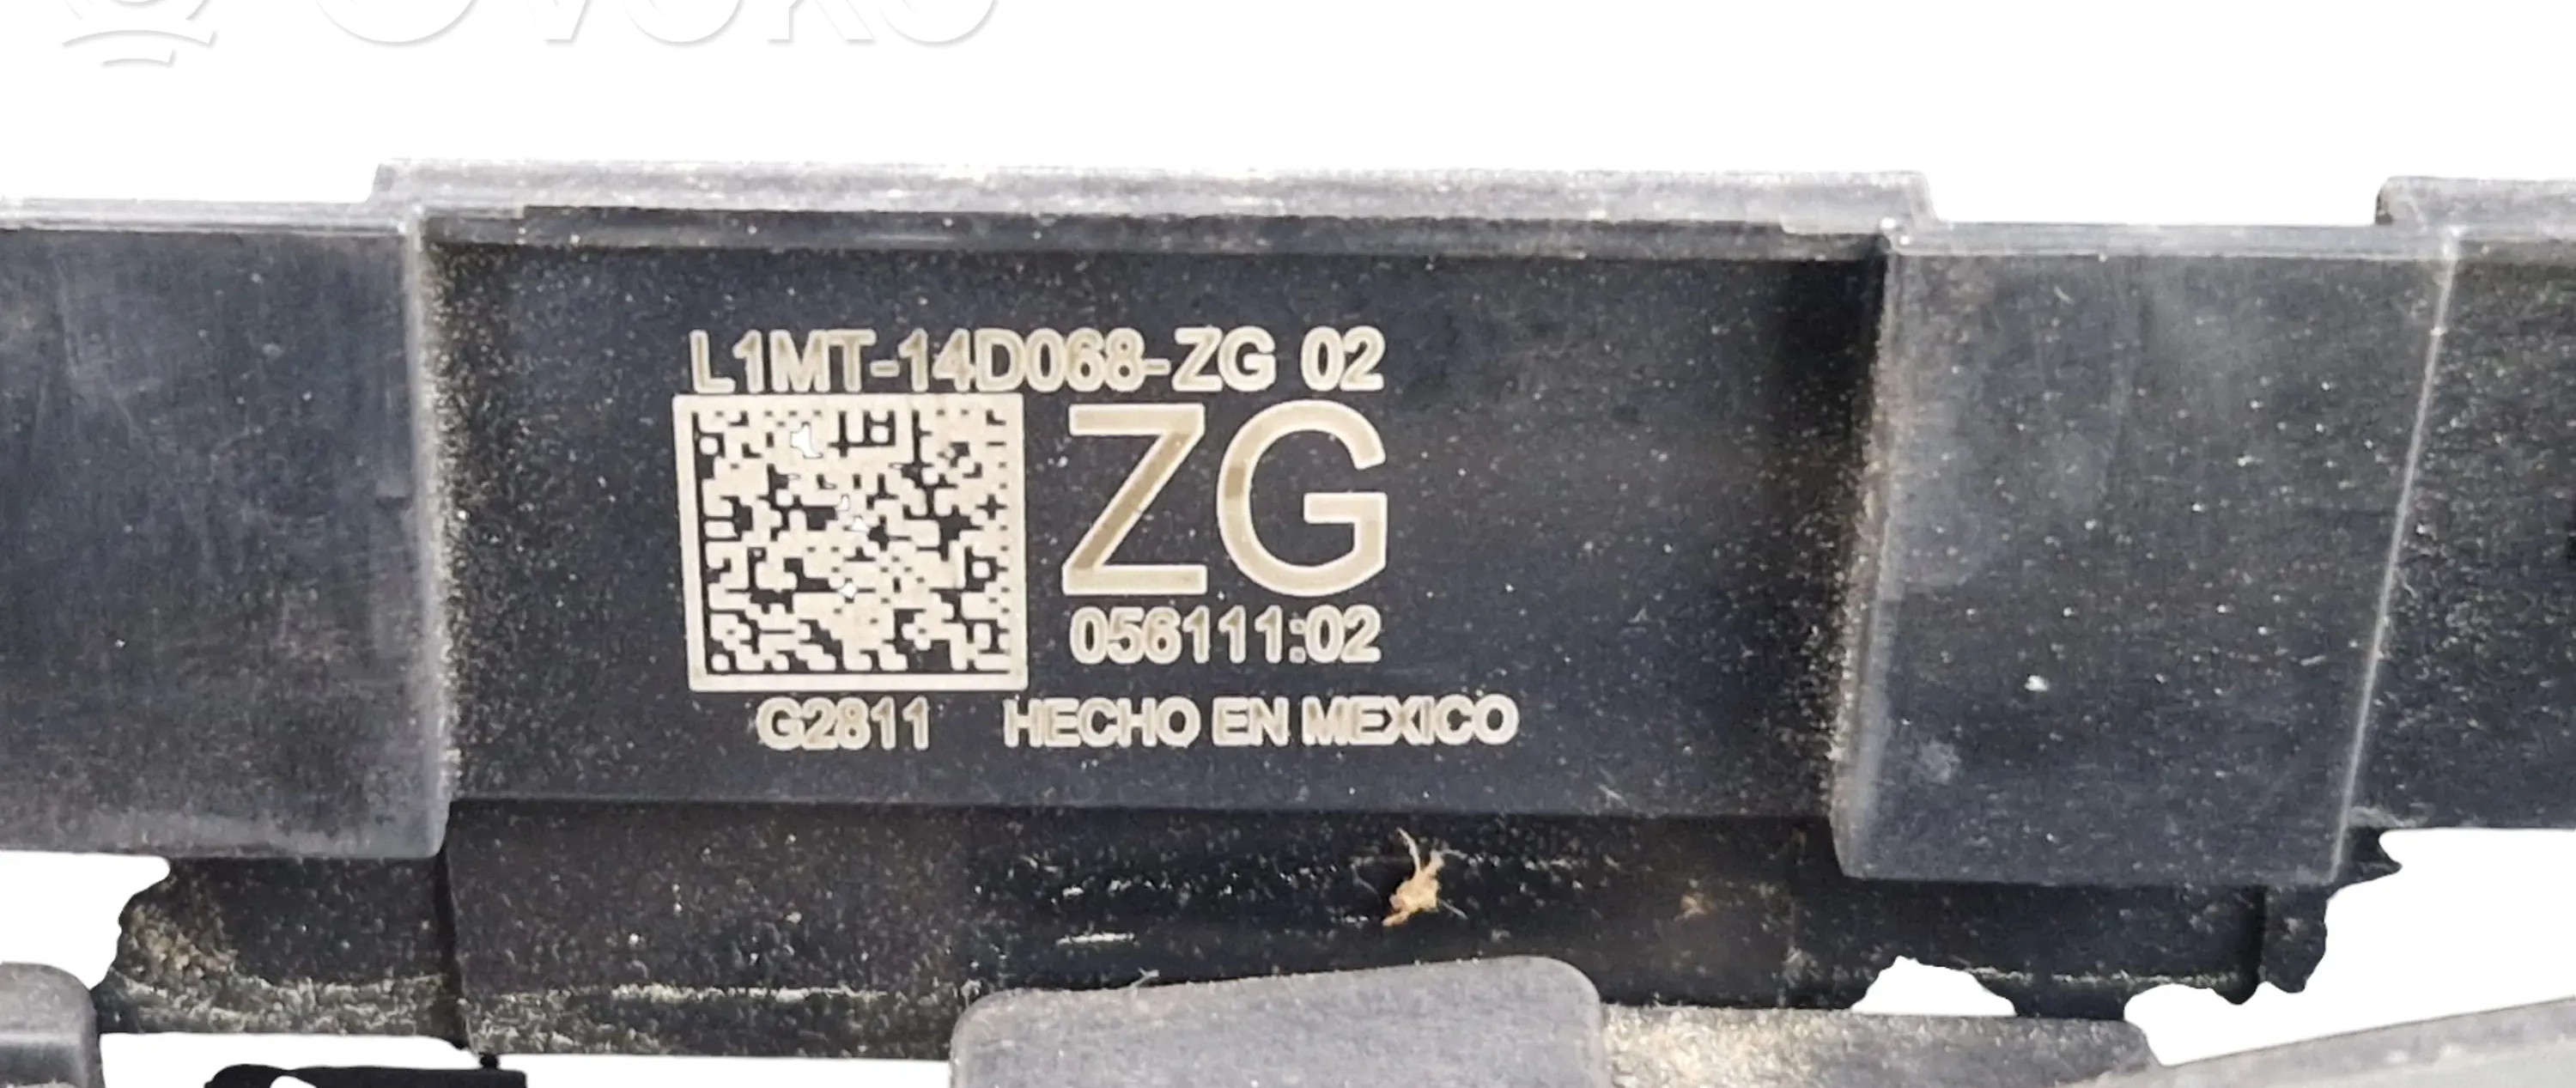 L1MT-14D068-ZG 02
ZG
056111:02
G2811 HECHO EN MEXICO